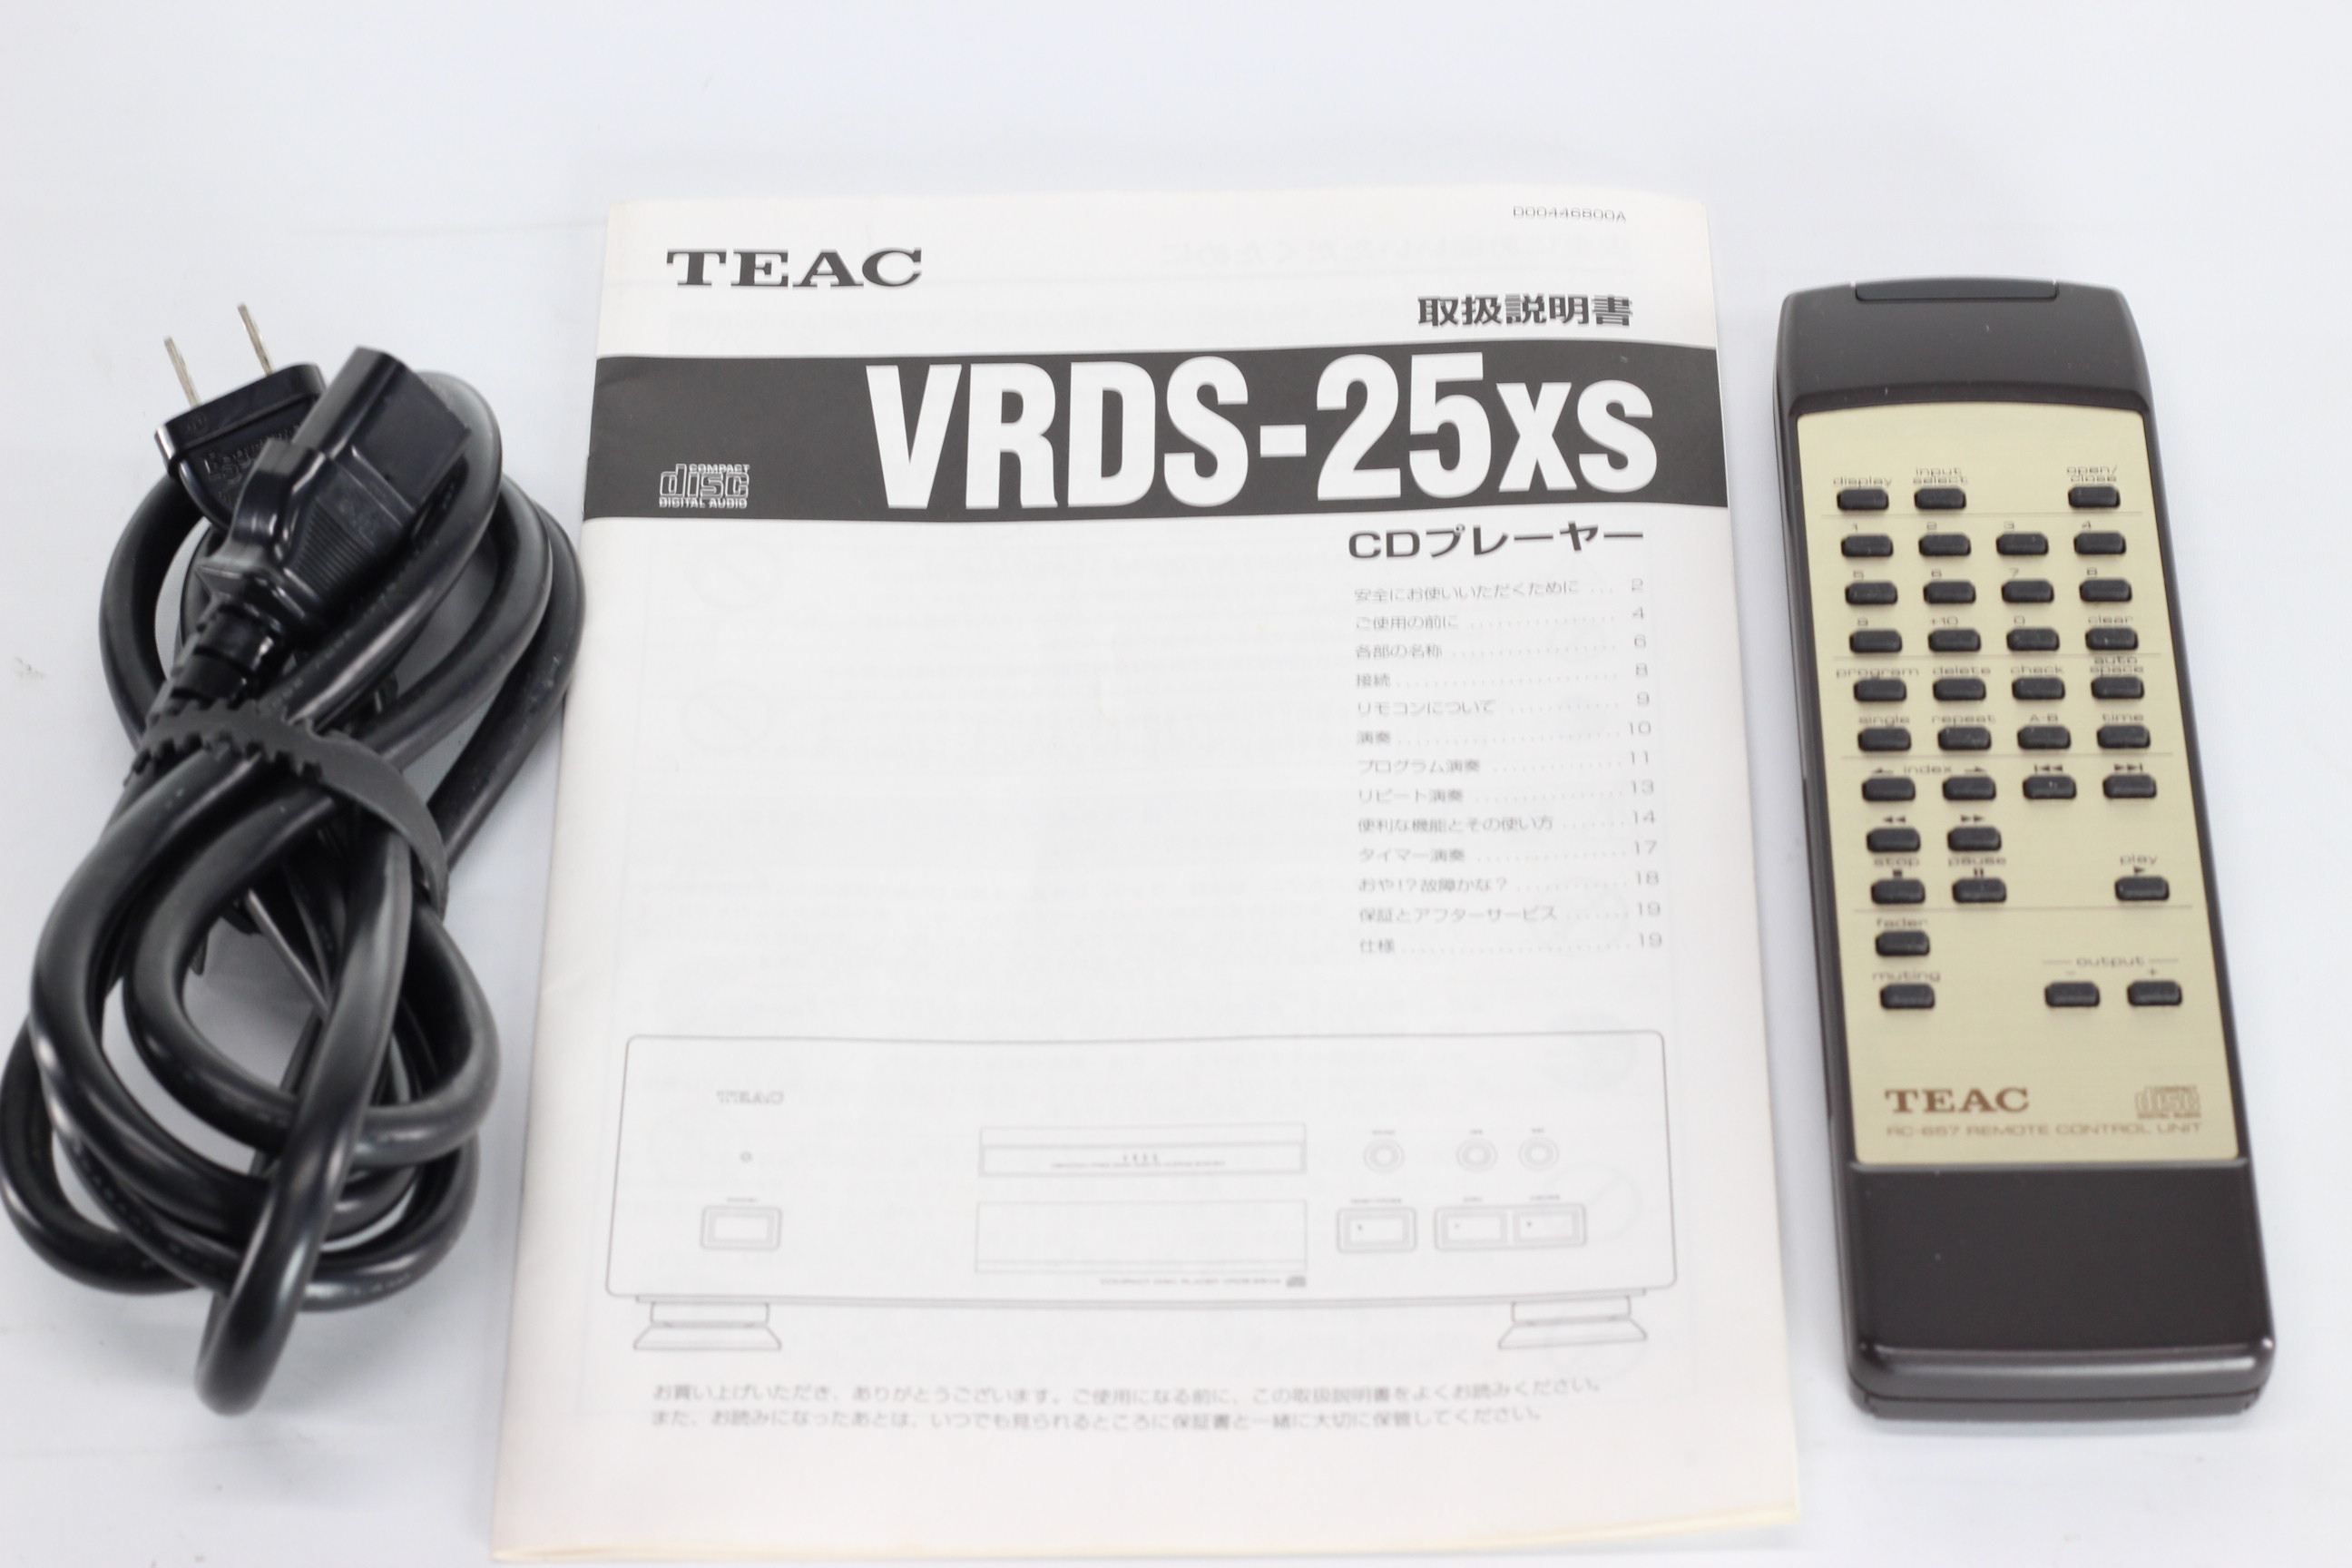 D00446800A
TEAC
取扱説明書
VRDS-25xs
COMPACT
disc
DIGITAL AUDIO
CDプレーヤー
安全にお使いいただくために ... 2
ご使用の前に ................ 4
各部の名称 ................... 6
接続 ......................... 8
リモコンについて ............ 9
演奏 ......................... 10
プログラム演奏 .............. 11
リピート演奏 ................ 13
便利な機能とその使い方 ....... 14
タイマー演奏 ................ 17
おや!?故障かな? ............ 18
保証とアフターサービス ....... 19
仕様 ......................... 19
TEAC
お買い上げいただき、ありがとうございます。ご使用になる前に、この取扱説明書をよくお読みください。
また、お読みになったあとは、いつでも見られるところに保証書と一緒に大切に保管してください。
display input select open/close
1 2 3 4
5 6 7 8
9 +10 0 clear
program delete check auto space
single repeat A-B time
index
stop pause play
fader
output
muting - +
TEAC
disc
RC-657 REMOTE CONTROL UNIT